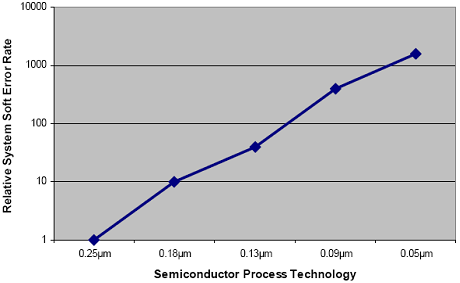 10000
1000
100
10
1
Relative System Soft Error Rate
0.25µm 0.18µm 0.13µm 0.09µm 0.05µm
Semiconductor Process Technology